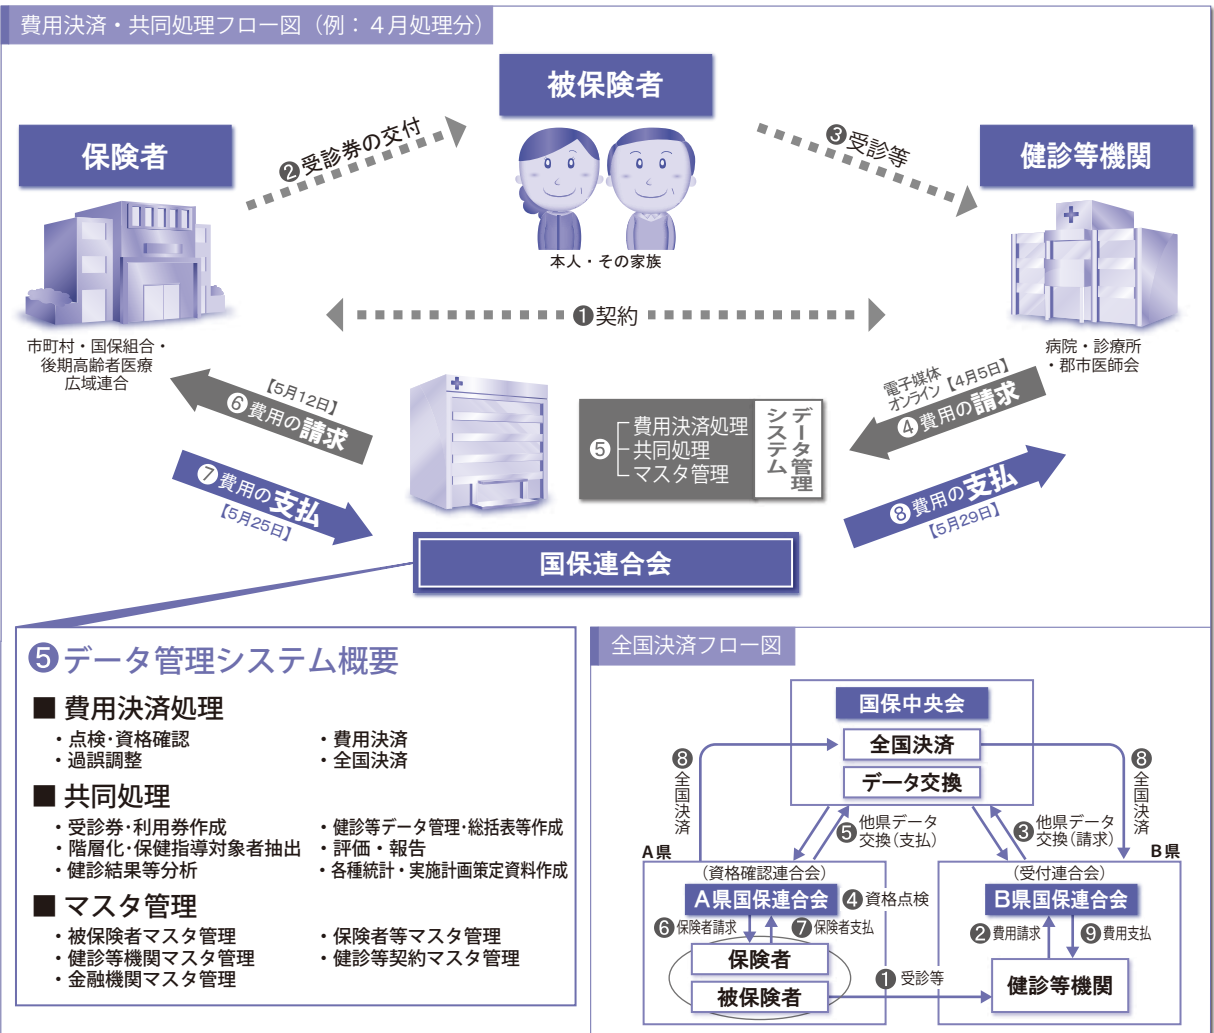 費用決済・共同処理フロー図（例：４月処理分）
被保険者
保険者
健診等機関
❷受診券の交付
❸受診等
本人・その家族
❶契約
市町村・国保組合・
後期高齢者医療
広域連合
病院・診療所
・郡市医師会
【5月12日】
❻費用の請求
❼費用の支払
【5月25日】
❺
費用決済処理
共同処理
マスタ管理
データ管理
システム
電子媒体
オンライン【4月5日】
❹費用の請求
❽費用の支払
【5月29日】
国保連合会
❺データ管理システム概要
■ 費用決済処理
・点検･資格確認
・費用決済
・過誤調整
・全国決済
■ 共同処理
・受診券･利用券作成
・健診等データ管理･総括表等作成
・階層化･保健指導対象者抽出
・評価・報告
・健診結果等分析
・各種統計・実施計画策定資料作成
■ マスタ管理
・被保険者マスタ管理
・保険者等マスタ管理
・健診等機関マスタ管理
・健診等契約マスタ管理
・金融機関マスタ管理
全国決済フロー図
国保中央会
全国決済
データ交換
❽全国決済
❽全国決済
❺他県データ
交換（支払）
❸他県データ
交換（請求）
A県
B県
（資格確認連合会）
A県国保連合会
❹資格点検
❻保険者請求
❼保険者支払
保険者
被保険者
❶ 受診等
（受付連合会）
B県国保連合会
❷費用請求
❾費用支払
健診等機関